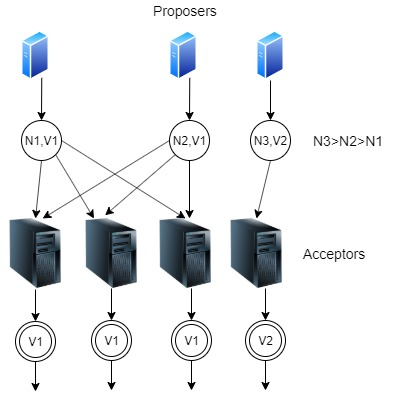 Proposers
N1,V1
N2,V1
N3,V2
N3>N2>N1
Acceptors
V1
V1
V1
V2